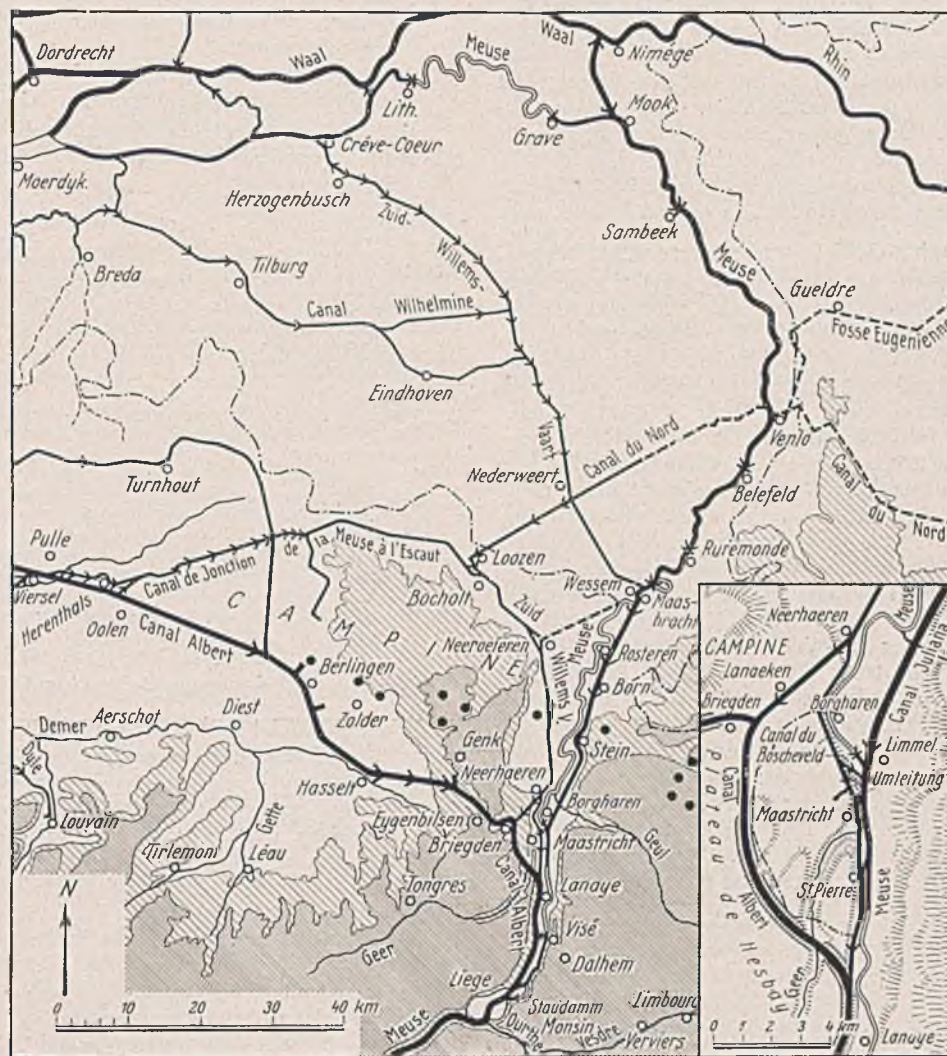 Dordrecht
Waal
Meuse
Waal
Nimège
Rhin
Lith.
Grave
Mook
Créve-Coeur
Moerdyk.
Herzogenbusch
Zuid-
Willems-
Vaart
Sambeek
Meuse
Breda
Tilburg
Canal Wilhelmine
Gueldre
Fosse Eugenienne
Eindhoven
Canal du Nord
Venlo
Canal du Nord
Turnhout
Nederweert
Belefeld
Pulle
Ruremonde
Canal de Jonction de la Meuse à l'Escaut
Loozen
Viersel
Herenthals
Bocholt
Wessem
Maas-
bracht
Oolen
Canal Albert
CAMPINE
Zuid
Willems V.
Neeroeteren
Meuse
Rosteren
Berlingen
Born
Zolder
Demer
Aerschot
Diest
Genk
Stein
Dyle
Hasselt
Neerhaeren
Louvain
Gette
Eygenbilsen
Borgharen
Briegden
Maastricht
Geul
Tirlemont
Léau
Tongres
Canal Albert
Lanaye
Geer
Visé
Dalhem
Liege
Staudamm
Monsin
Limbourg
Meuse
Ourthe
Vesdre
Verviers
N
0 10 20 30 40 km
Neerhaeren
Meuse
CAMPINE
Lanaeken
Canal Juliana
Briegden
Borgharen
Canal du
Boscheveld
Limmel
Umleitung
Canal Albert
plateau de Hesbay
Maastricht
St. Pierre
Meuse
Geer
0 1 2 3 4 km
Lanaye